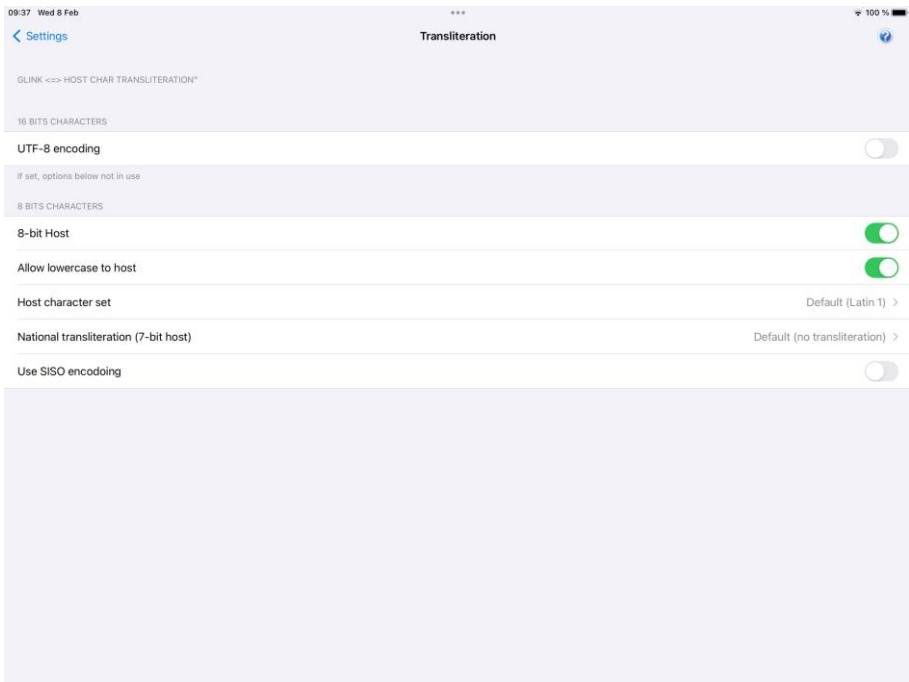 09:37 Wed 8 Feb 100 %
Settings Transliteration ?
GLINK <=> HOST CHAR TRANSLITERATION"
16 BITS CHARACTERS
UTF-8 encoding
If set, options below not in use
8 BITS CHARACTERS
8-bit Host
Allow lowercase to host
Host character set Default (Latin 1) >
National transliteration (7-bit host) Default (no transliteration) >
Use SISO encodoing